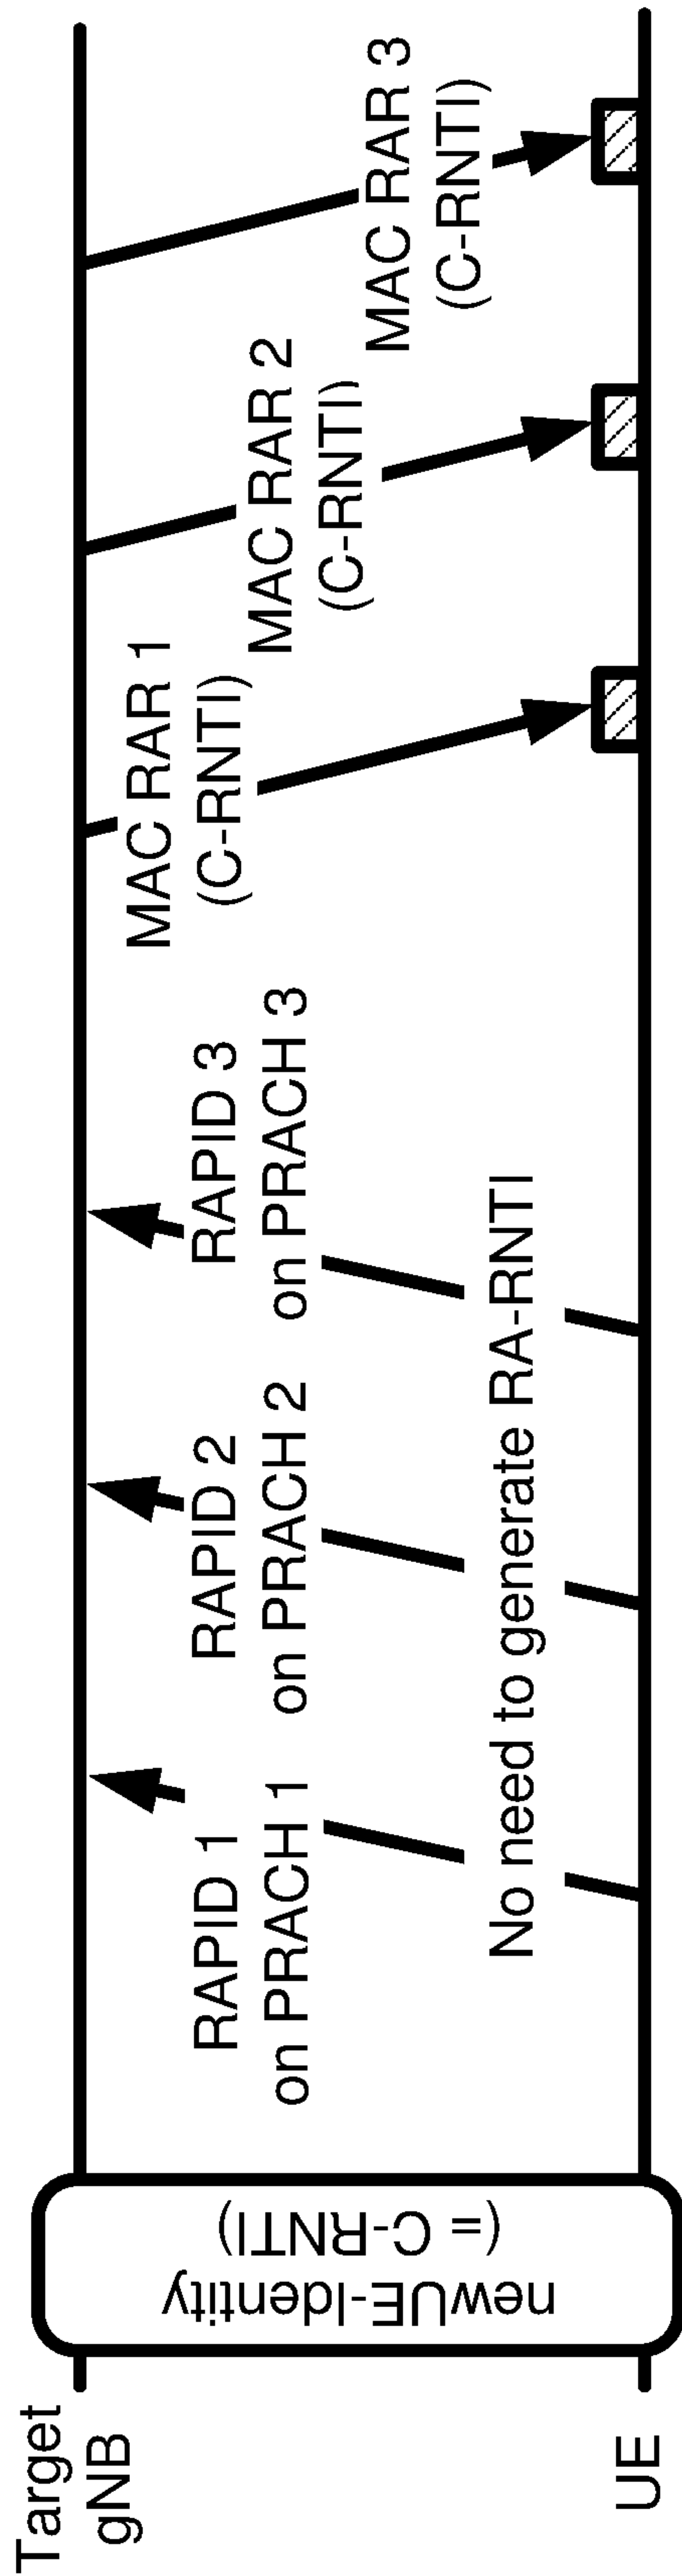 Target
gNB
UE
newUE-Identity
(= C-RNTI)
RAPID 1
on PRACH 1
RAPID 2
on PRACH 2
RAPID 3
on PRACH 3
No need to generate RA-RNTI
MAC RAR 1
(C-RNTI)
MAC RAR 2
(C-RNTI)
MAC RAR 3
(C-RNTI)